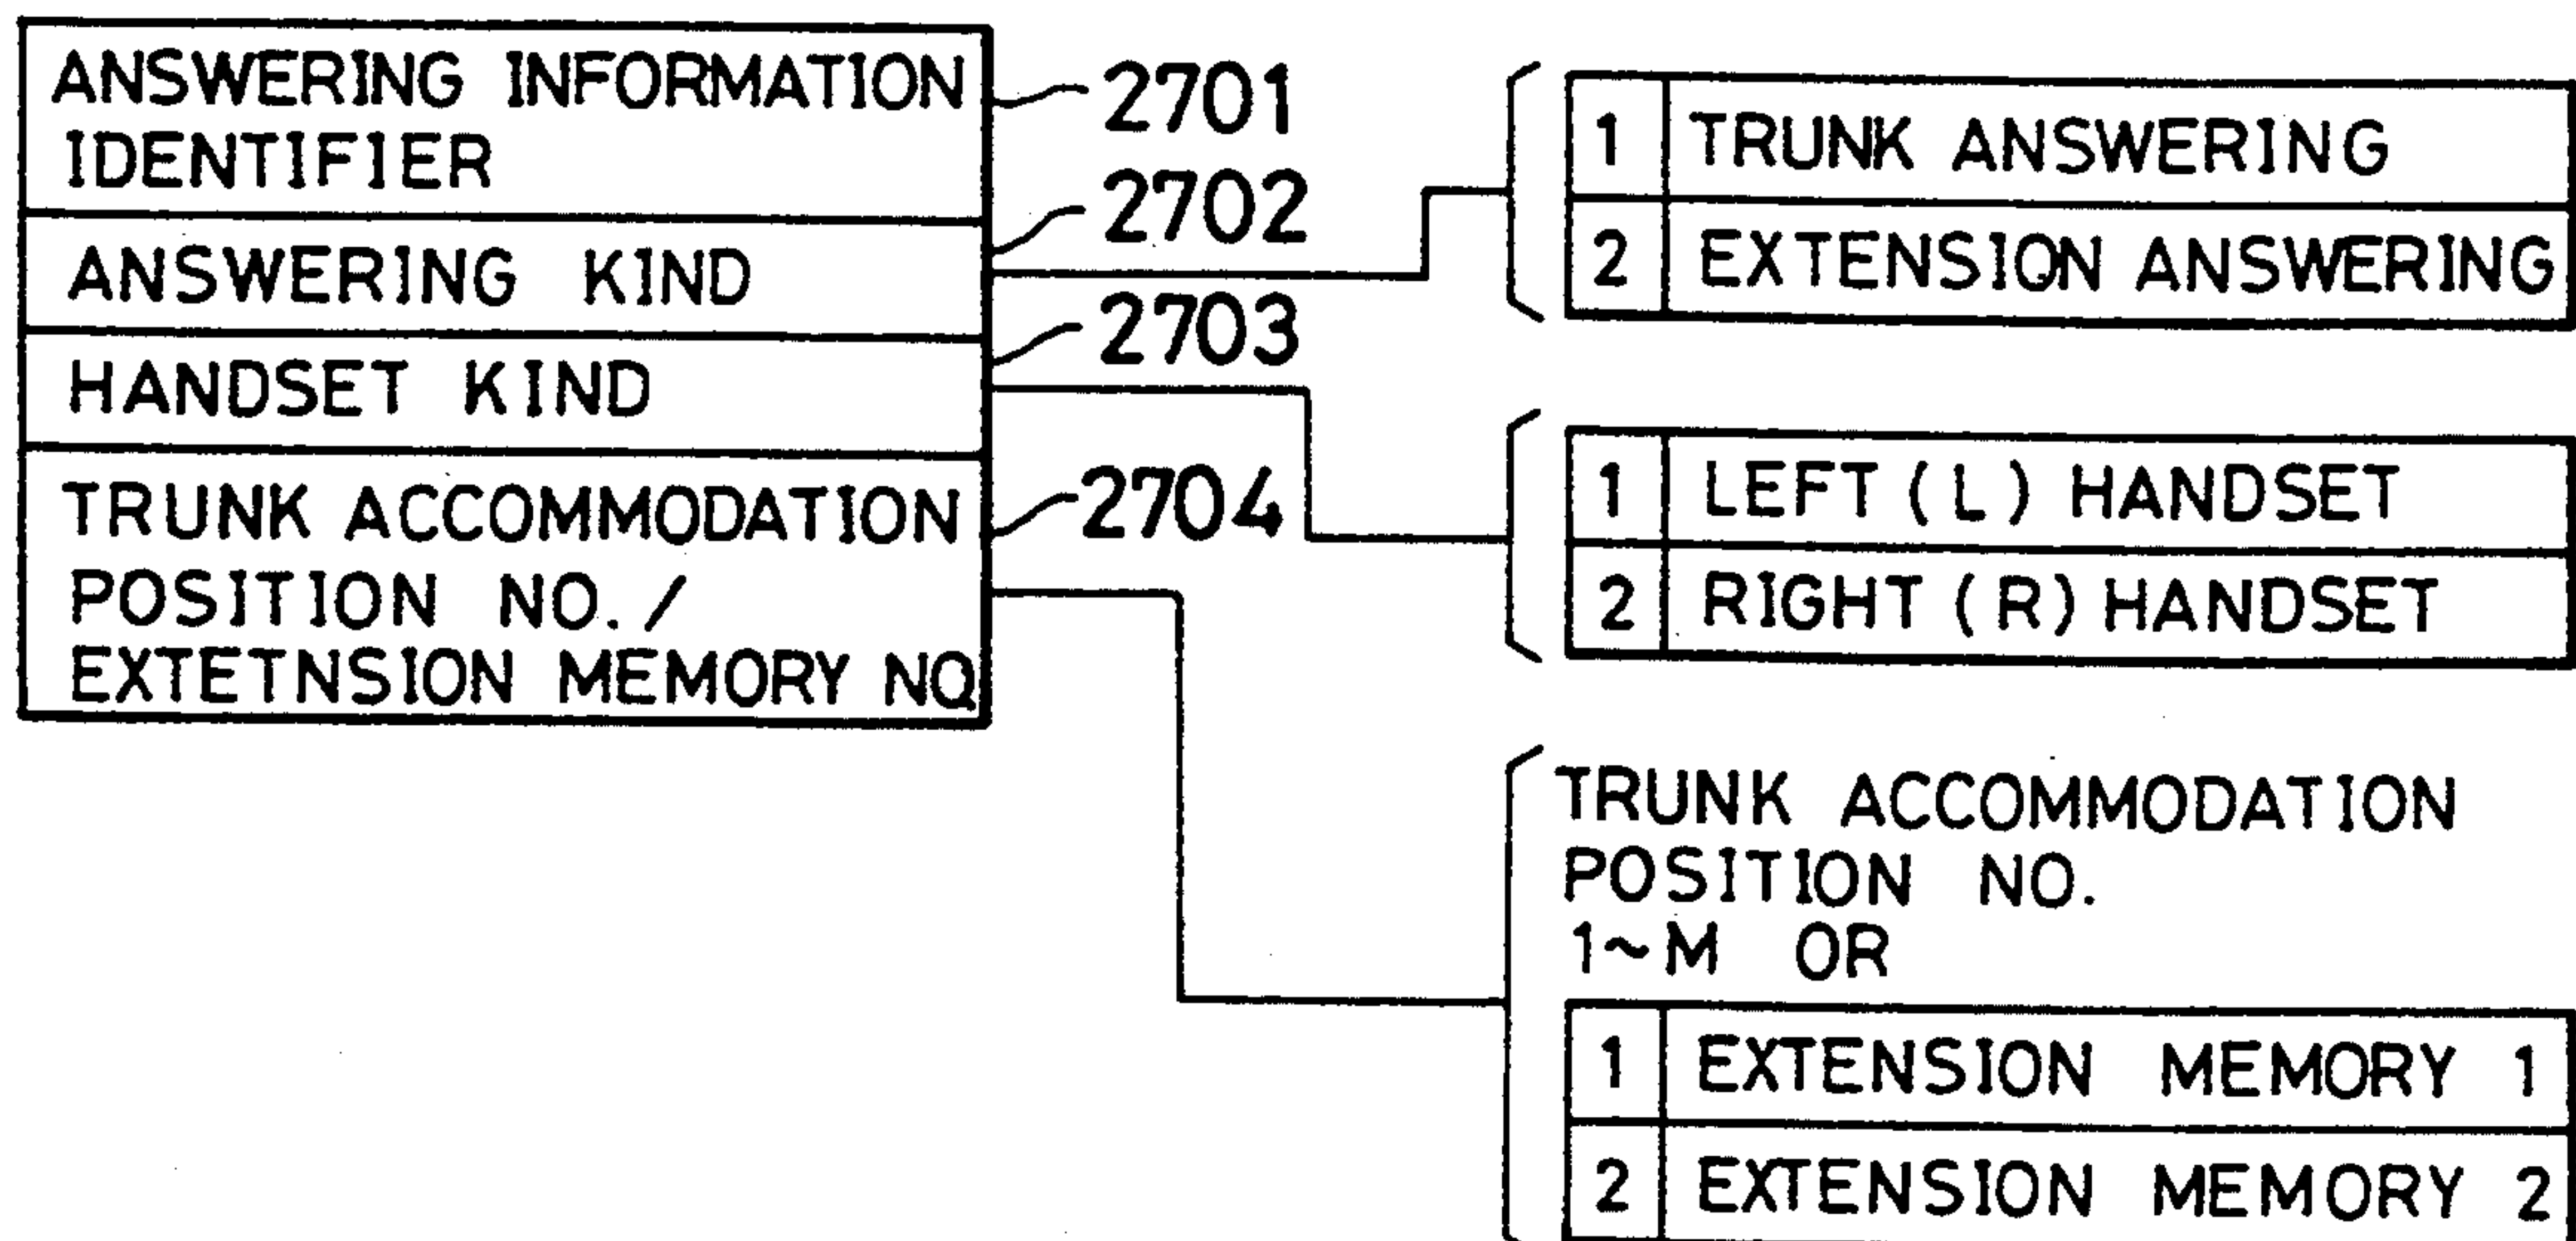 ANSWERING INFORMATION
IDENTIFIER
2701
ANSWERING KIND
2702
HANDSET KIND
2703
TRUNK ACCOMMODATION
POSITION NO./
EXTETNSION MEMORY NO.
2704
1 TRUNK ANSWERING
2 EXTENSION ANSWERING
1 LEFT (L) HANDSET
2 RIGHT (R) HANDSET
TRUNK ACCOMMODATION
POSITION NO.
1~M OR
1 EXTENSION MEMORY 1
2 EXTENSION MEMORY 2